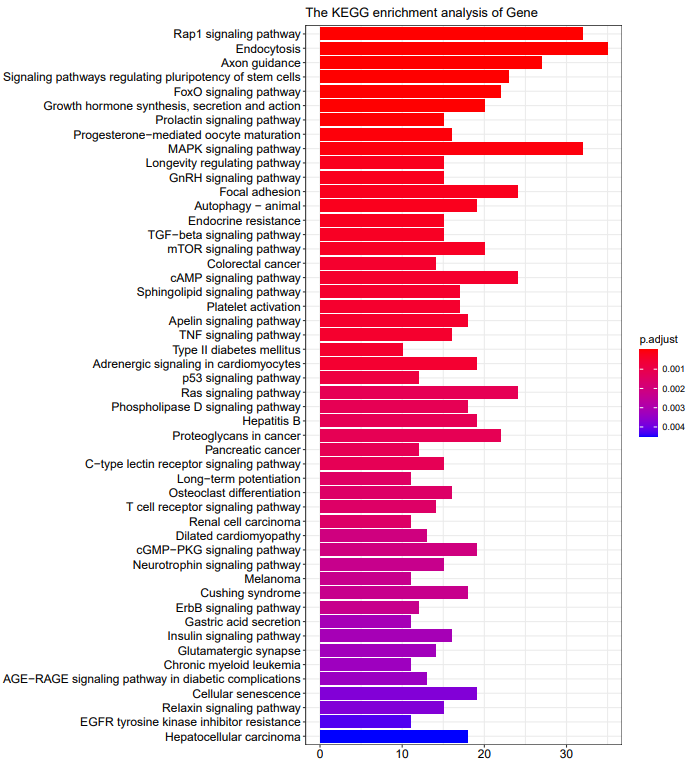 The KEGG enrichment analysis of Gene
Rap1 signaling pathway
Endocytosis
Axon guidance
Signaling pathways regulating pluripotency of stem cells
FoxO signaling pathway
Growth hormone synthesis, secretion and action
Prolactin signaling pathway
Progesterone−mediated oocyte maturation
MAPK signaling pathway
Longevity regulating pathway
GnRH signaling pathway
Focal adhesion
Autophagy − animal
Endocrine resistance
TGF−beta signaling pathway
mTOR signaling pathway
Colorectal cancer
cAMP signaling pathway
Sphingolipid signaling pathway
Platelet activation
Apelin signaling pathway
TNF signaling pathway
Type II diabetes mellitus
Adrenergic signaling in cardiomyocytes
p53 signaling pathway
Ras signaling pathway
Phospholipase D signaling pathway
Hepatitis B
Proteoglycans in cancer
Pancreatic cancer
C−type lectin receptor signaling pathway
Long−term potentiation
Osteoclast differentiation
T cell receptor signaling pathway
Renal cell carcinoma
Dilated cardiomyopathy
cGMP−PKG signaling pathway
Neurotrophin signaling pathway
Melanoma
Cushing syndrome
ErbB signaling pathway
Gastric acid secretion
Insulin signaling pathway
Glutamatergic synapse
Chronic myeloid leukemia
AGE−RAGE signaling pathway in diabetic complications
Cellular senescence
Relaxin signaling pathway
EGFR tyrosine kinase inhibitor resistance
Hepatocellular carcinoma
0 10 20 30
p.adjust
0.001
0.002
0.003
0.004